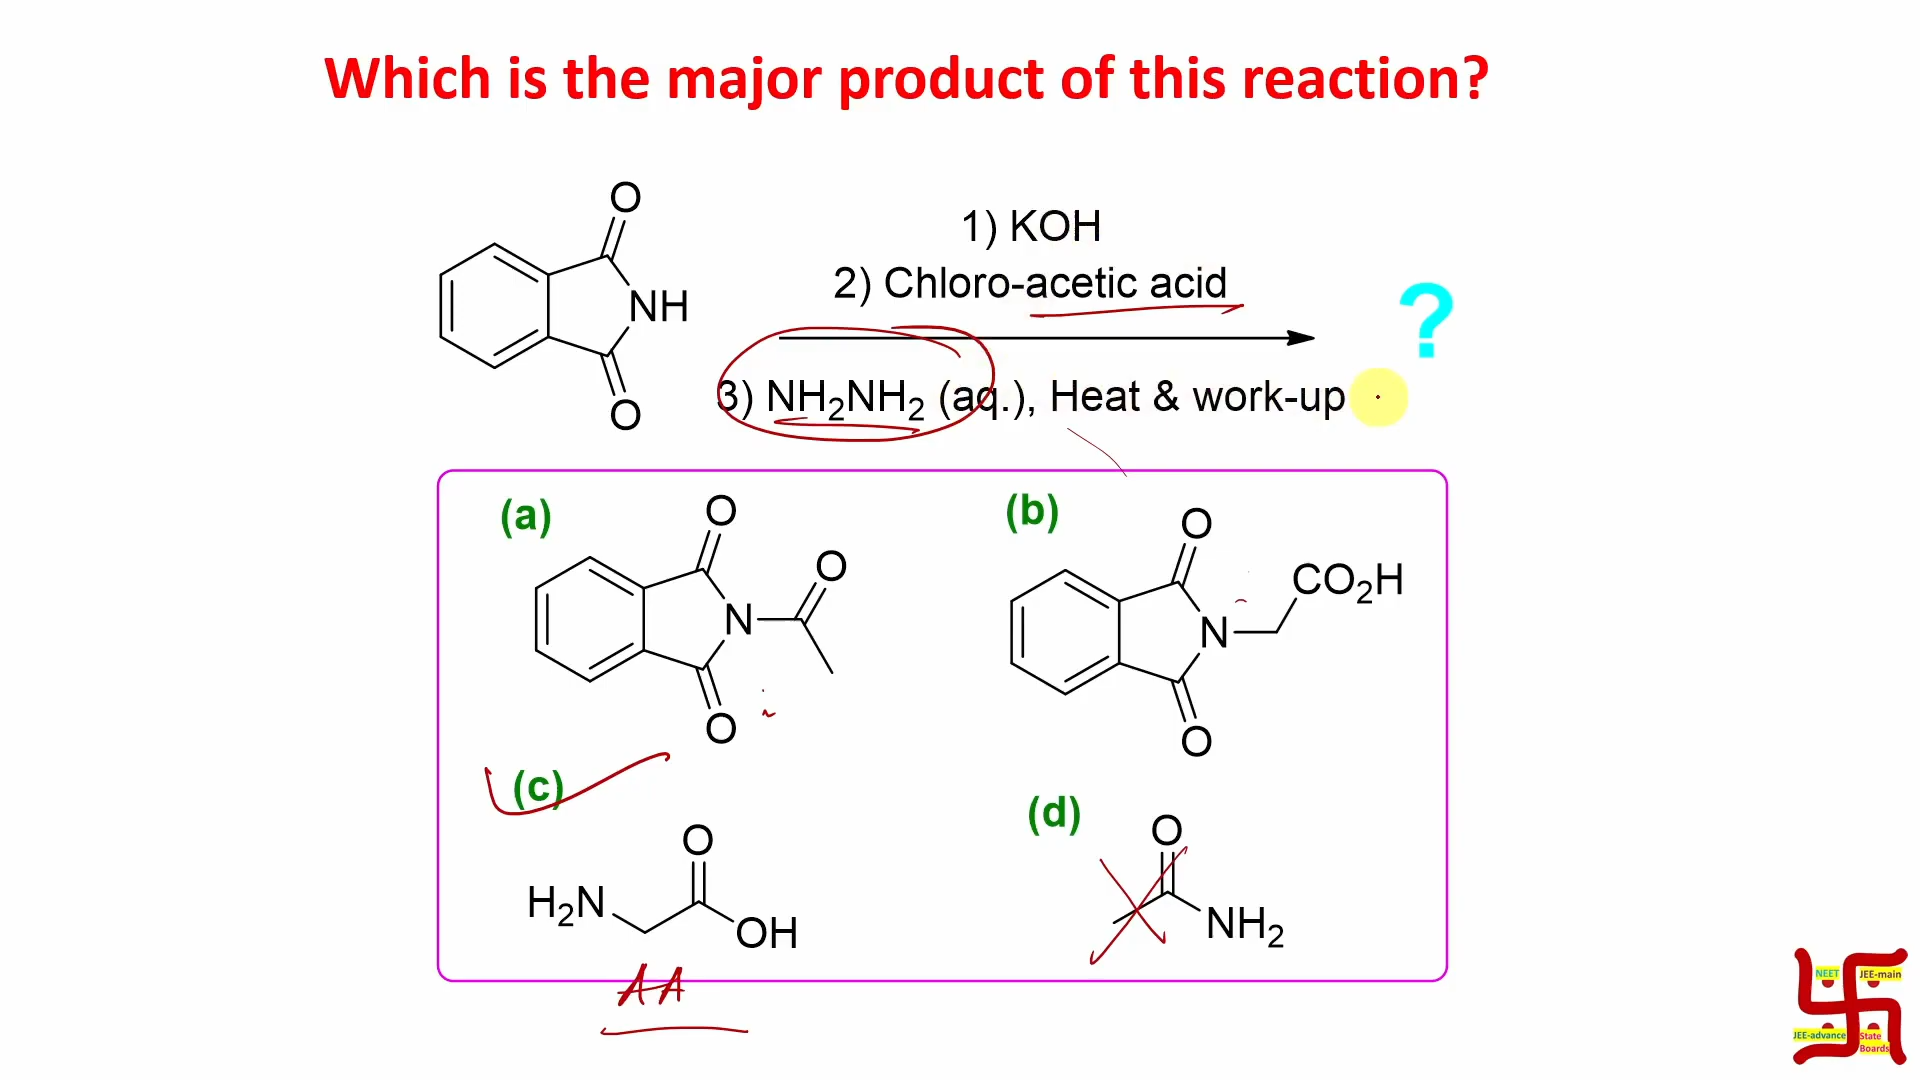 Which is the major product of this reaction?
O
NH
O
1) KOH
2) Chloro-acetic acid
3) NH2NH2 (aq.), Heat & work-up
?
(a)
O
N
O
O
(b)
O
N
CO2H
O
(c)
H2N
O
OH
AA
(d)
O
NH2
NEET
JEE-main
JEE-advance
State
Boards